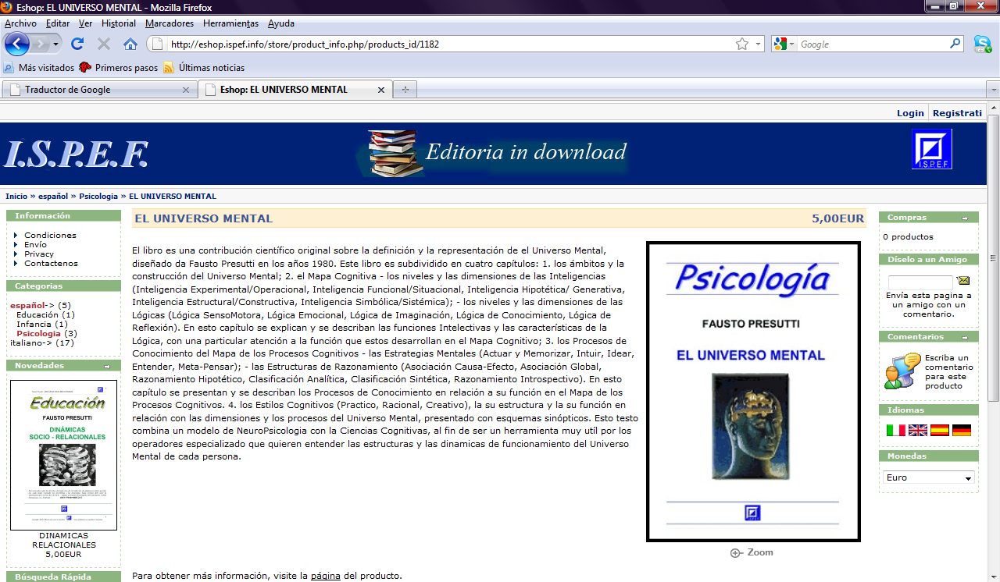 Eshop: EL UNIVERSO MENTAL - Mozilla Firefox
Archivo Editar Ver Historial Marcadores Herramientas Ayuda
http://eshop.ispef.info/store/product_info.php/products_id/1182
Google
Más visitados Primeros pasos Últimas noticias
Traductor de Google
Eshop: EL UNIVERSO MENTAL
Login Registrati
I.S.P.E.F.
Editoria in download
I.S.P.E.F.
Inicio » español » Psicologia » EL UNIVERSO MENTAL
Información
Condiciones
Envío
Privacy
Contactenos
Categorias
español-> (5)
Educación (1)
Infancia (1)
Psicologia (3)
italiano-> (17)
Novedades
Educación
FAUSTO PRESUTTI
DINÁMICAS
SOCIO - RELACIONALES
DINAMICAS
RELACIONALES
5,00EUR
Búsqueda Rápida
EL UNIVERSO MENTAL 5,00EUR
El libro es una contribución científico original sobre la definición y la representación de el Universo Mental,
diseñado da Fausto Presutti en los años 1980. Este libro es subdividido en cuatro capítulos: 1. los ámbitos y la
construcción del Universo Mental; 2. el Mapa Cognitiva - los niveles y las dimensiones de las Inteligencias
(Inteligencia Experimental/Operacional, Inteligencia Funcional/Situacional, Inteligencia Hipotética/ Generativa,
Inteligencia Estructural/Constructiva, Inteligencia Simbólica/Sistémica); - los niveles y las dimensiones de las
Lógicas (Lógica SensoMotora, Lógica Emocional, Lógica de Imaginación, Lógica de Conocimiento, Lógica de
Reflexión). En esto capítulo se explican y se describan las funciones Intelectivas y las características de la
Lógica, con una particular atención a la función que estos desarrollan en el Mapa Cognitivo; 3. los Procesos de
Conocimiento del Mapa de los Procesos Cognitivos - las Estrategias Mentales (Actuar y Memorizar, Intuir, Idear,
Entender, Meta-Pensar); - las Estructuras de Razonamiento (Asociación Causa-Efecto, Asociación Global,
Razonamiento Hipotético, Clasificación Analítica, Clasificación Sintética, Razonamiento Introspectivo). En esto
capítulo se presentan y se describan los Procesos de Conocimiento en relación a su función en el Mapa de los
Procesos Cognitivos. 4. los Estilos Cognitivos (Practico, Racional, Creativo), la su estructura y la su función en
relación con las dimensiones y los procesos del Universo Mental, presentado con esquemas sinópticos. Esto testo
combina un modelo de NeuroPsicologia con la Ciencias Cognitivas, al fin de ser un herramienta muy utíl por los
operadores especializado que quieren entender las estructuras y las dinamicas de funcionamiento del Universo
Mental de cada persona.
Psicología
FAUSTO PRESUTTI
EL UNIVERSO MENTAL
Zoom
Para obtener más información, visite la página del producto.
Compras
0 productos
Díselo a un Amigo
Envía esta pagina a
un amigo con un
comentario.
Comentarios
Escriba un
comentario
para este
producto
Idiomas
Monedas
Euro